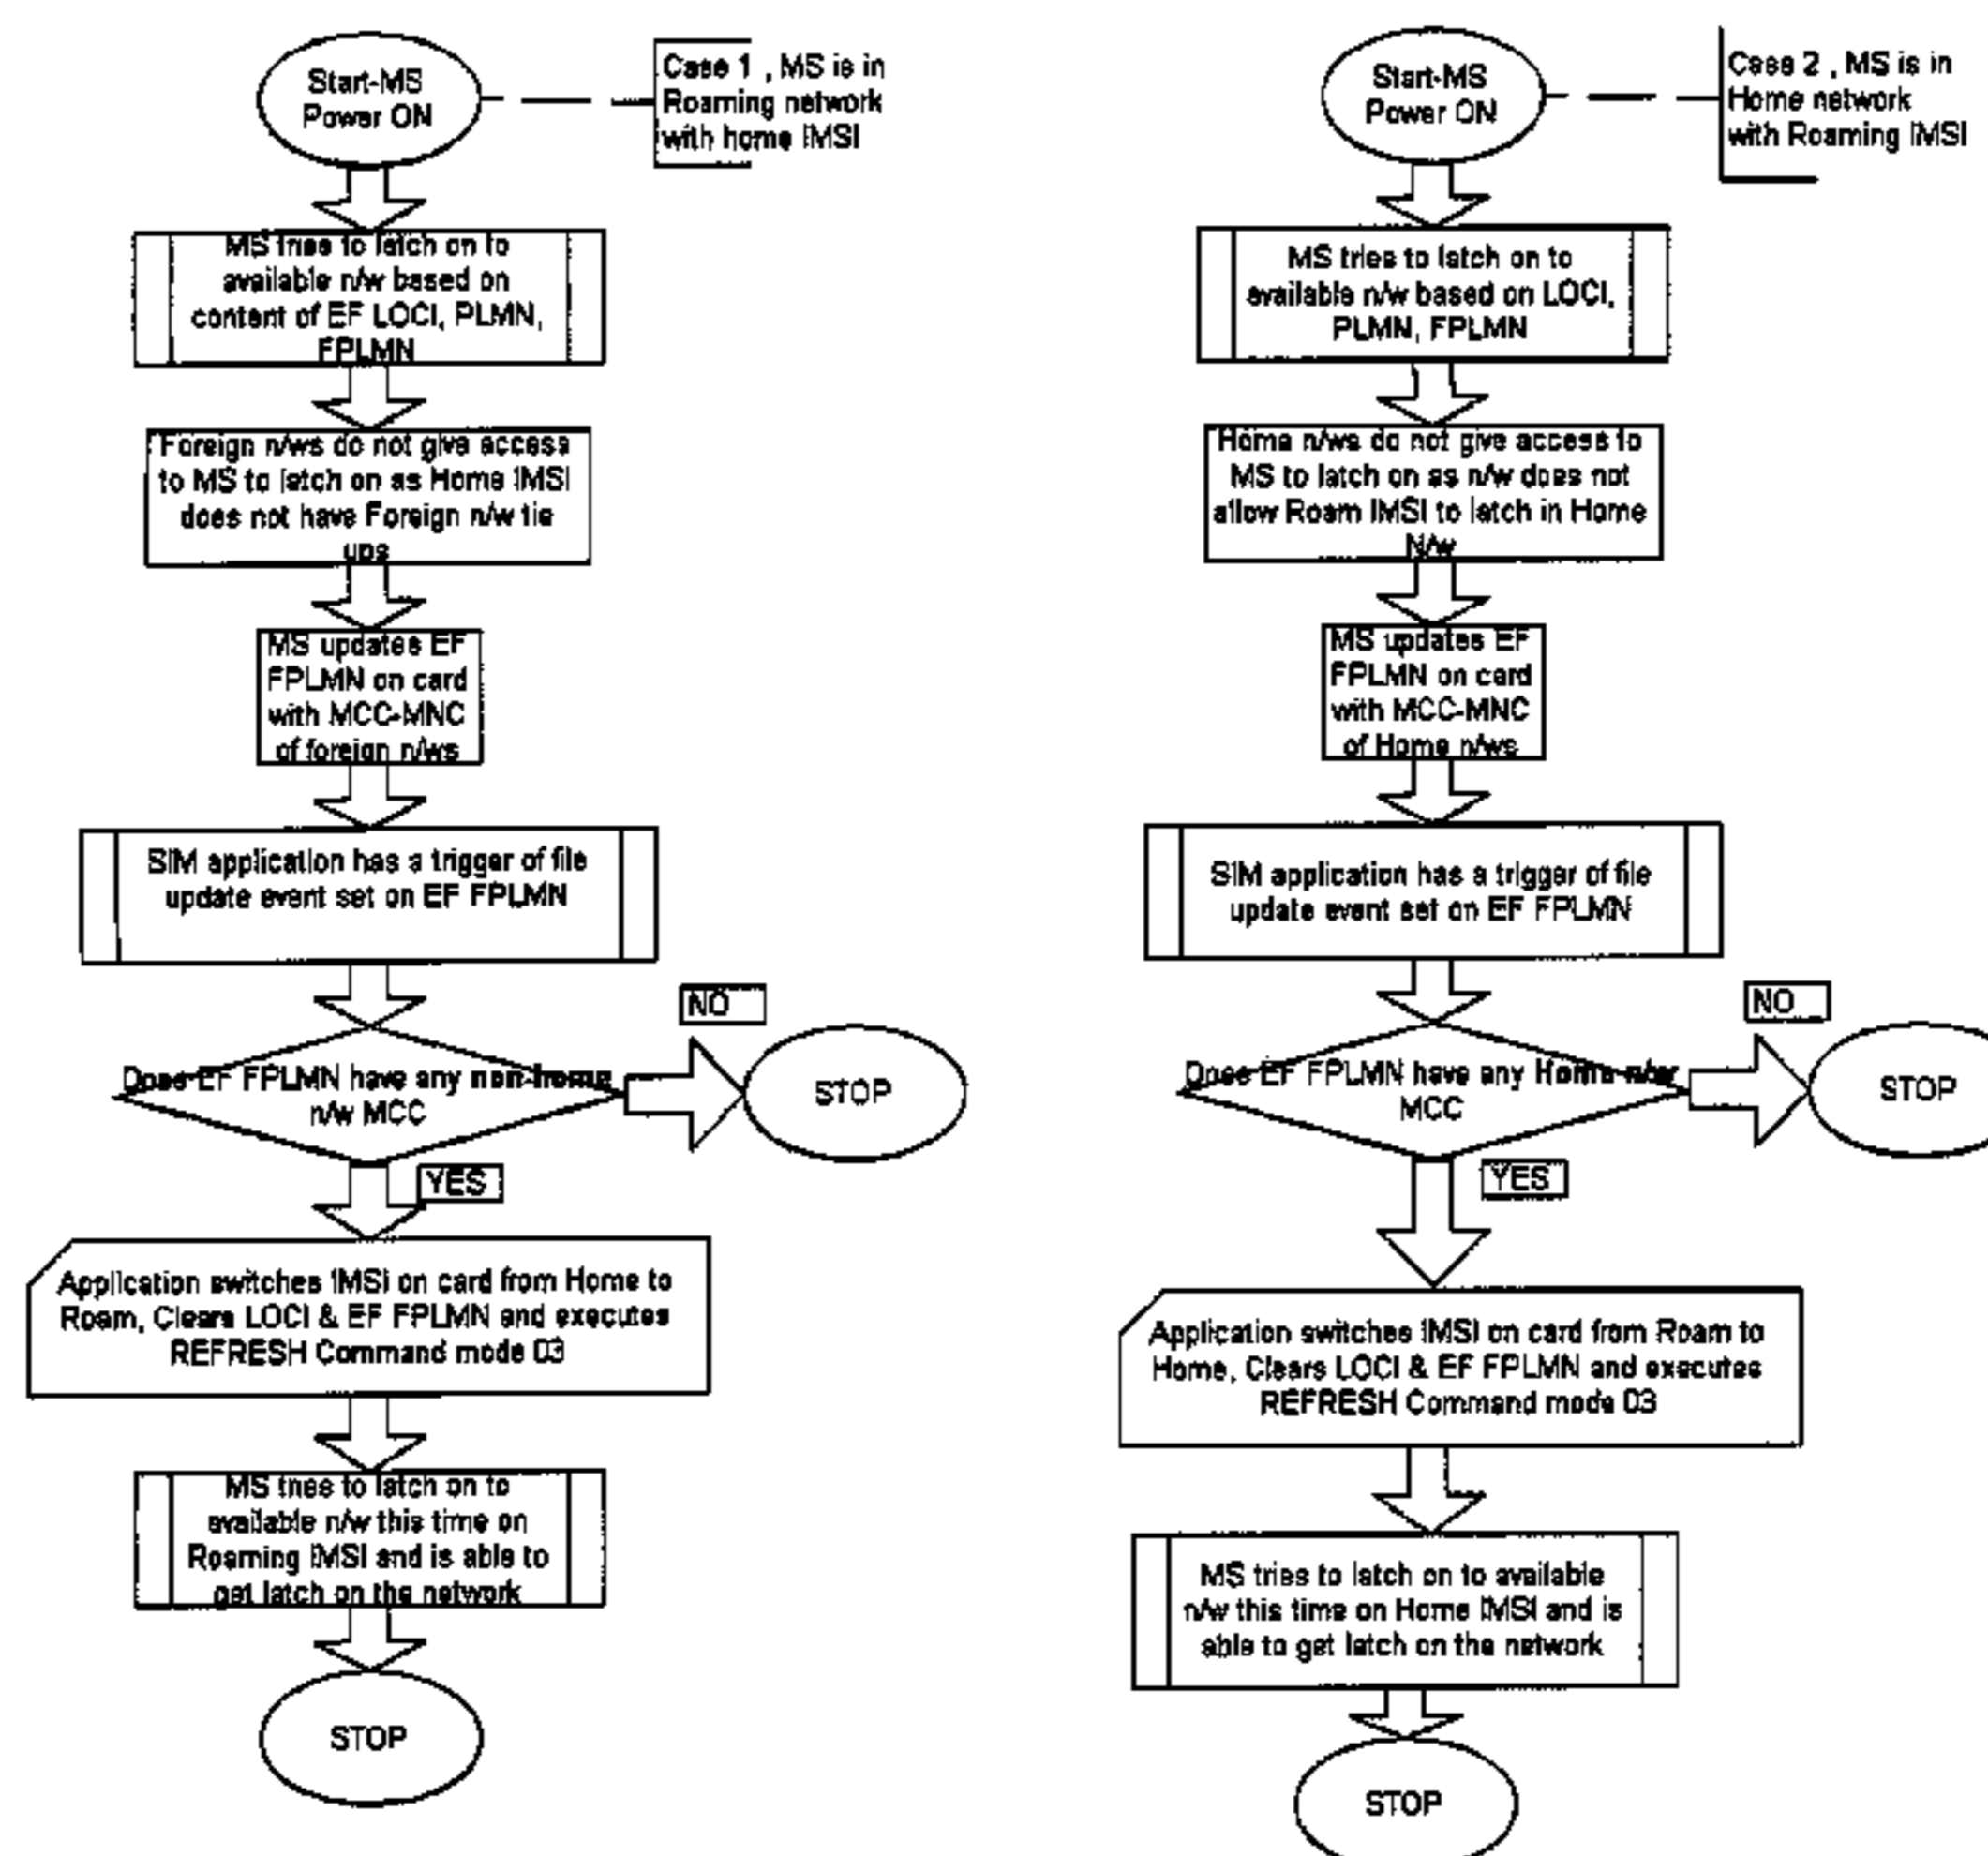 Start-MS
Power ON
Case 1 , MS is in
Roaming network
with home IMSI
MS tries to latch on to
available n/w based on
content of EF LOCI, PLMN,
FPLMN
Foreign n/ws do not give access
to MS to latch on as Home IMSI
does not have Foreign n/w tie
ups
MS updates EF
FPLMN on card
with MCC-MNC
of foreign n/ws
SIM application has a trigger of file
update event set on EF FPLMN
Does EF FPLMN have any non-home
n/w MCC
NO
STOP
YES
Application switches IMSI on card from Home to
Roam, Clears LOCI & EF FPLMN and executes
REFRESH Command mode 03
MS tries to latch on to
available n/w this time on
Roaming IMSI and is able to
get latch on the network
STOP
Start-MS
Power ON
Case 2 , MS is in
Home network
with Roaming IMSI
MS tries to latch on to
available n/w based on LOCI,
PLMN, FPLMN
Home n/ws do not give access to
MS to latch on as n/w does not
allow Roam IMSI to latch in Home
N/w
MS updates EF
FPLMN on card
with MCC-MNC
of Home n/ws
SIM application has a trigger of file
update event set on EF FPLMN
Does EF FPLMN have any Home n/w
MCC
NO
STOP
YES
Application switches IMSI on card from Roam to
Home, Clears LOCI & EF FPLMN and executes
REFRESH Command mode 03
MS tries to latch on to available
n/w this time on Home IMSI and is
able to get latch on the network
STOP